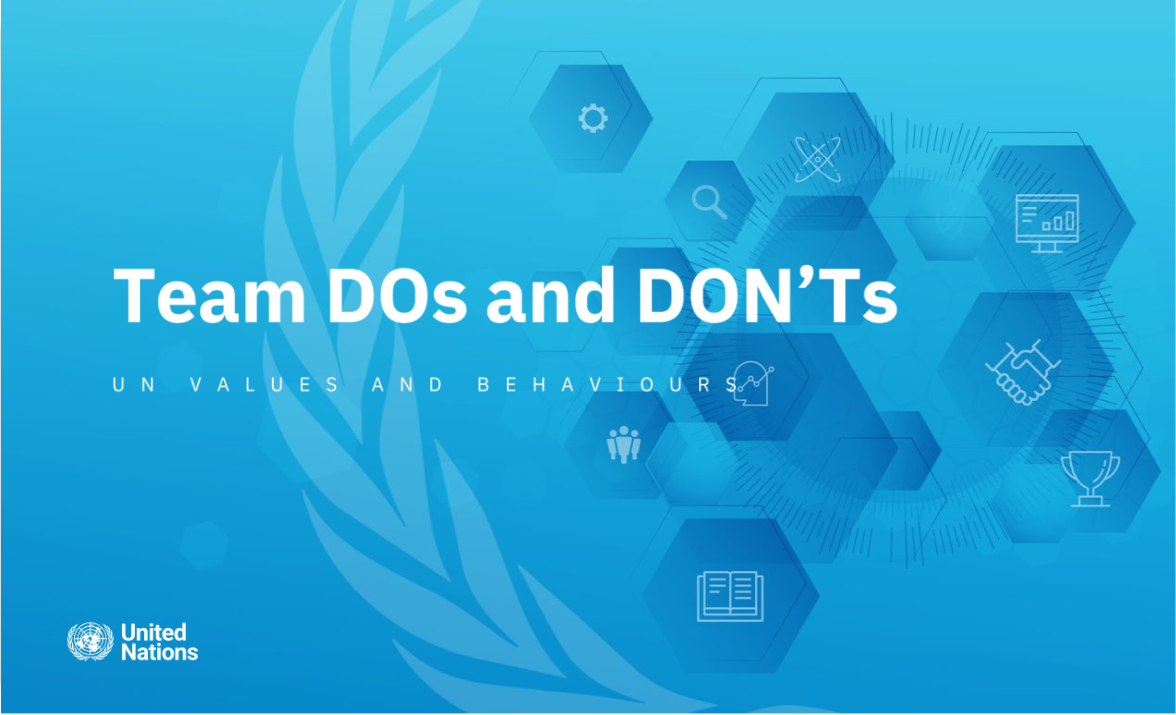 Team DOs and DON’Ts
UN VALUES AND BEHAVIOURS
United
Nations